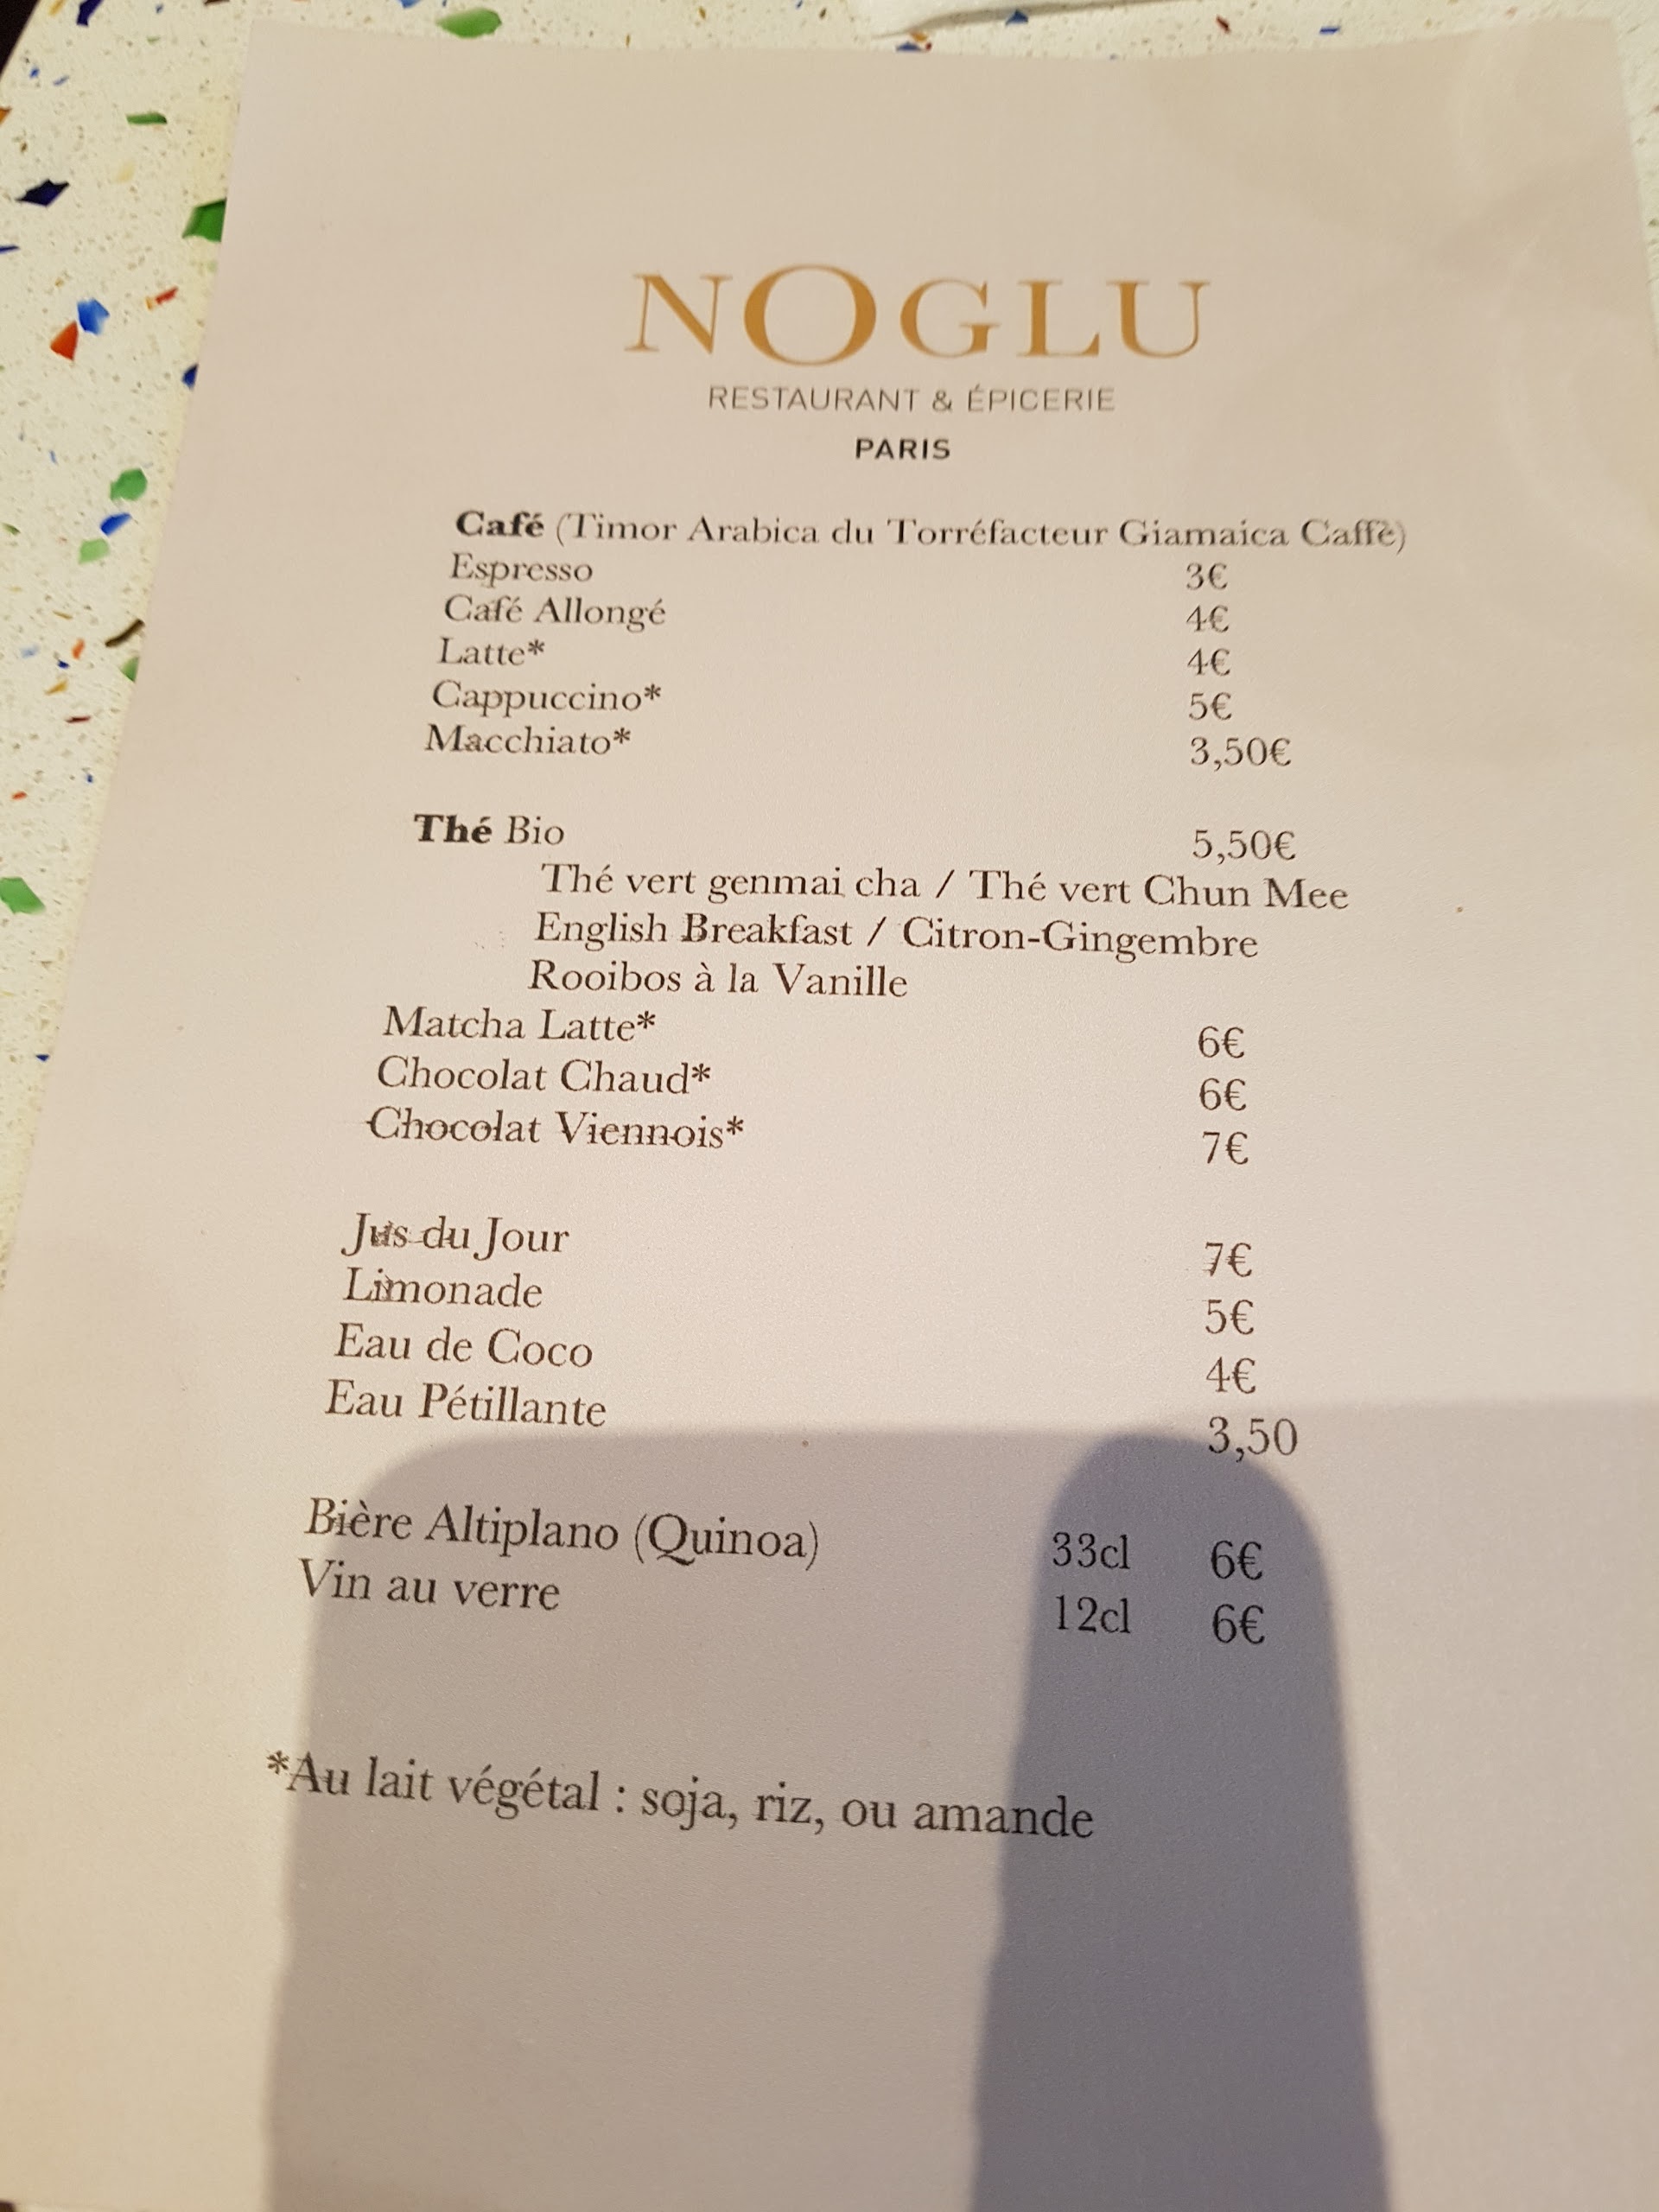 NOGLU
RESTAURANT & ÉPICERIE
PARIS
Café (Timor Arabica du Torréfacteur Giamaica Caffè)
Espresso 3€
Café Allongé 4€
Latte* 4€
Cappuccino* 5€
Macchiato* 3,50€
Thé Bio 5,50€
Thé vert genmai cha / Thé vert Chun Mee
English Breakfast / Citron-Gingembre
Rooibos à la Vanille
Matcha Latte* 6€
Chocolat Chaud* 6€
Chocolat Viennois* 7€
Jus du Jour 7€
Limonade 5€
Eau de Coco 4€
Eau Pétillante 3,50
Bière Altiplano (Quinoa) 33cl 6€
Vin au verre 12cl 6€
*Au lait végétal : soja, riz, ou amande